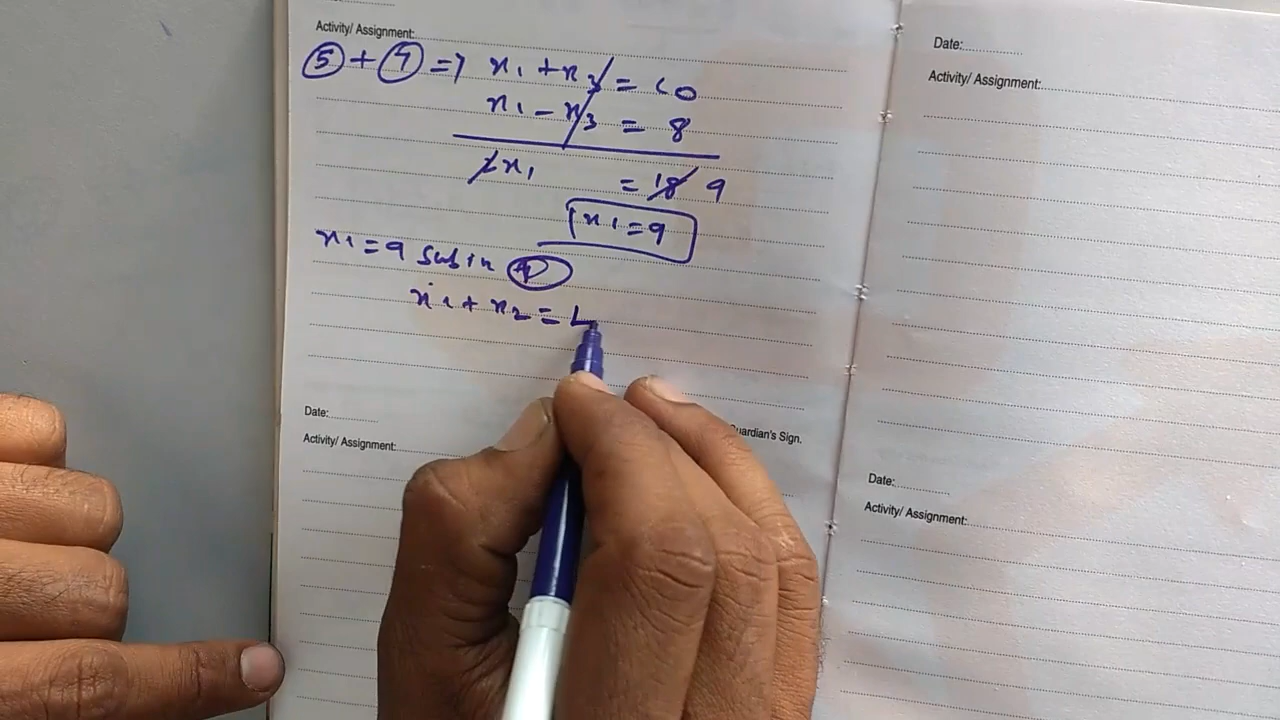 Activity/ Assignment:
⑤ + ⑦ => x₁ + x₃ = 10
x₁ - x₃ = 8
2x₁ = 18 9
x₁ = 9
x₁ = 9 sub in ④
x₁ + x₂ = 4
Date:
Guardian's Sign.
Activity/ Assignment:
Date:
Activity/ Assignment:
Date:
Activity/ Assignment: